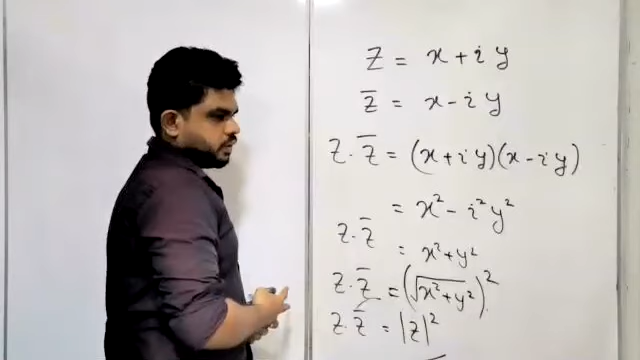 z = x + i y
z̄ = x - i y
z. z̄ = (x + i y)(x - i y)
= x² - i² y²
z. z̄ = x² + y²
z. z̄ = (√x² + y²)²
z. z̄ = |z|²